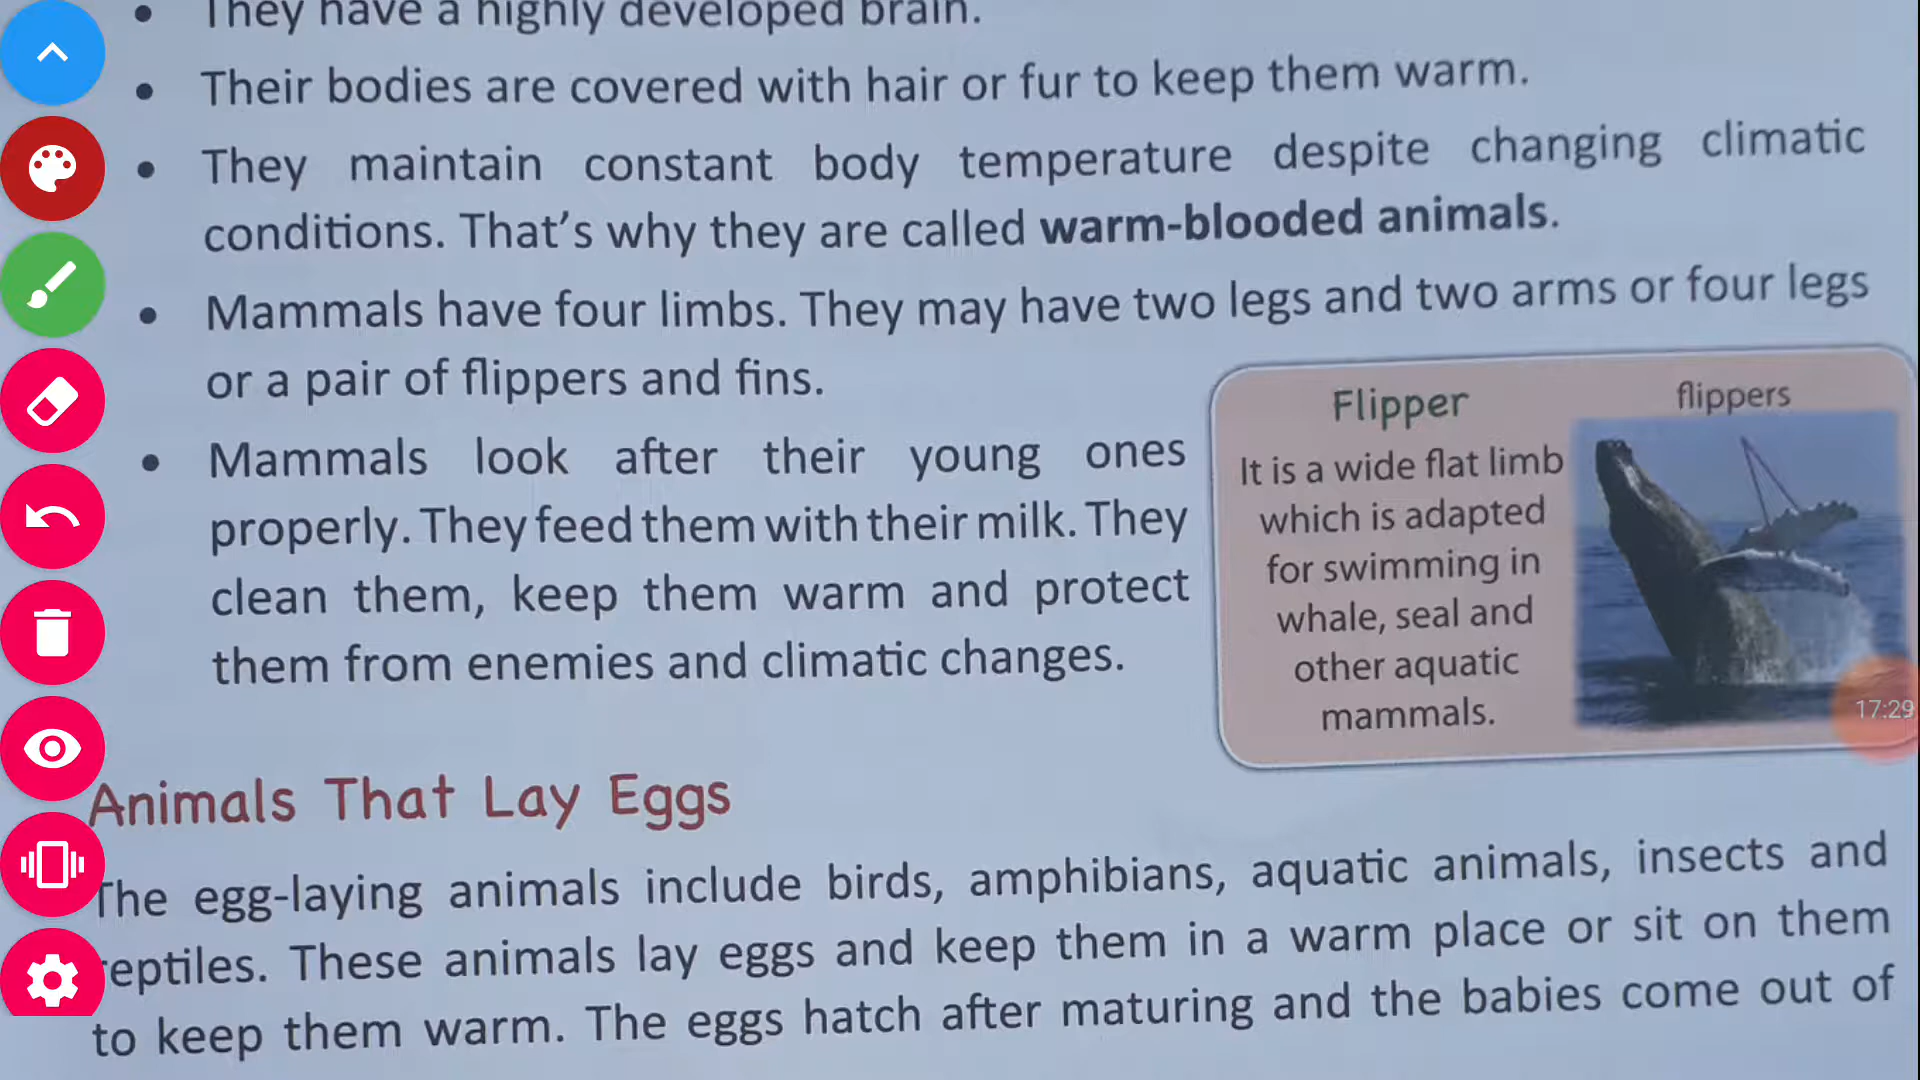 They have a highly developed brain.
Their bodies are covered with hair or fur to keep them warm.
They maintain constant body temperature despite changing climatic
conditions. That's why they are called warm-blooded animals.
Mammals have four limbs. They may have two legs and two arms or four legs
or a pair of flippers and fins.
Mammals look after their young ones
properly. They feed them with their milk. They
clean them, keep them warm and protect
them from enemies and climatic changes.
Flipper
flippers
It is a wide flat limb
which is adapted
for swimming in
whale, seal and
other aquatic
mammals.
17:29
Animals That Lay Eggs
The egg-laying animals include birds, amphibians, aquatic animals, insects and
reptiles. These animals lay eggs and keep them in a warm place or sit on them
to keep them warm. The eggs hatch after maturing and the babies come out of